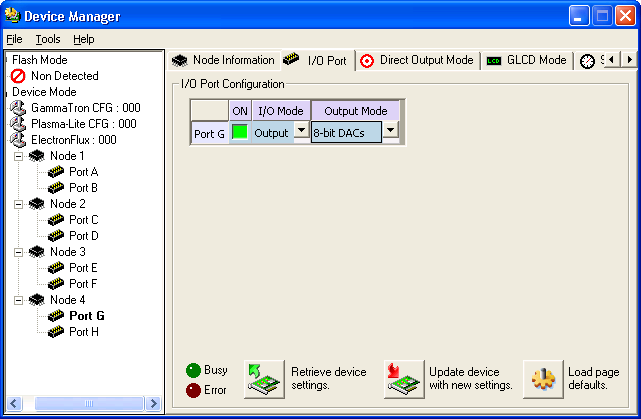 Device Manager
File Tools Help
Flash Mode
Non Detected
Device Mode
GammaTron CFG : 000
Plasma-Lite CFG : 000
ElectronFlux : 000
Node 1
Port A
Port B
Node 2
Port C
Port D
Node 3
Port E
Port F
Node 4
Port G
Port H
Node Information I/O Port Direct Output Mode LCD GLCD Mode
I/O Port Configuration
ON I/O Mode Output Mode
Port G Output 8-bit DACs
Busy
Error
Retrieve device
settings.
Update device
with new settings.
Load page
defaults.